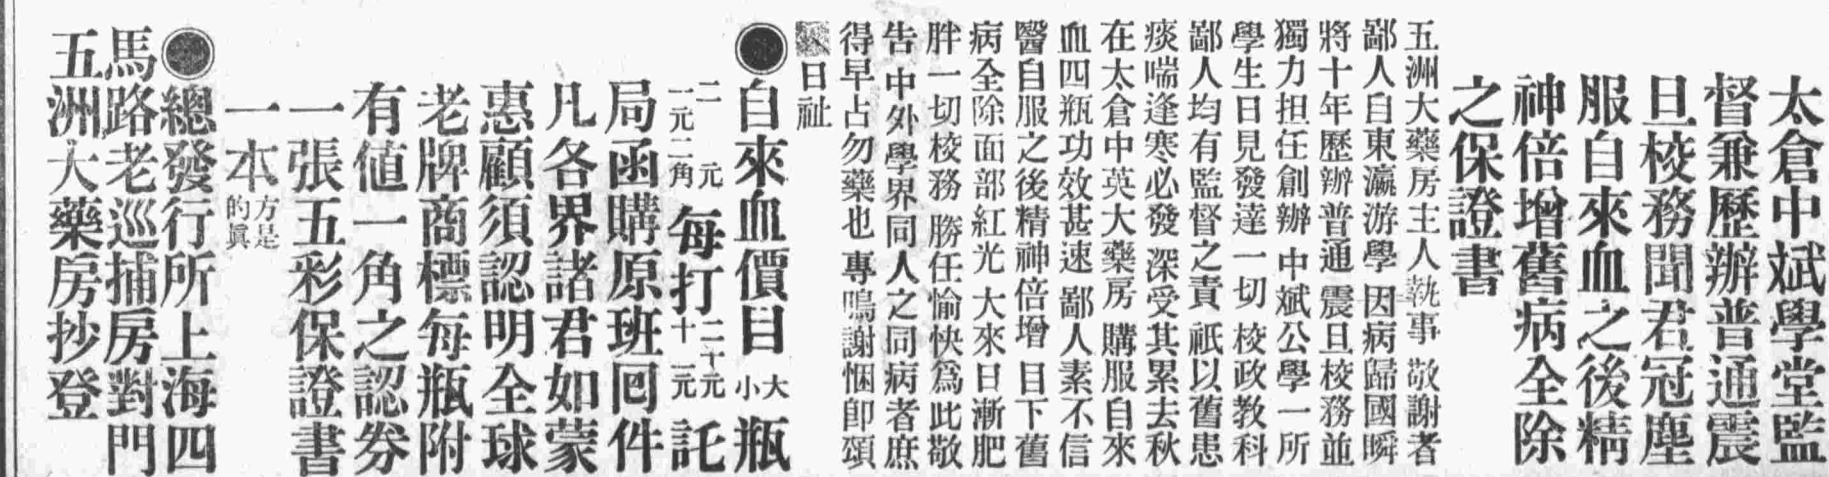 太倉中斌學堂監
督兼歷辦普通震
旦校務聞君冠塵
服自來血之後精
神倍增舊病全除
之保證書
五洲大藥房主人執事敬謝者
鄙人自東瀛游學因病歸國瞬
將十年歷辦普通震旦校務並
獨力担任創辦中斌公學一所
學生日見發達一切校政教科
鄙人均有監督之責祇以舊患
痰喘逢寒必發深受其累去秋
在太倉中英大藥房購服自來
血四瓶功效甚速鄙人素不信
醫自服之後精神倍增目下舊
病全除面部紅光大來日漸肥
胖一切校務勝任愉快爲此敬
告中外學界同人之同病者庶
得早占勿藥也專鳴謝悃卽頌
日祉
●自來血價目大小瓶
二元
一元二角
每打
二十元
十二元
託
局函購原班囘件
凡各界諸君如蒙
惠顧須認明全球
老牌商標每瓶附
有值一角之認券
一張五彩保證書
一本方是的眞
●總發行所上海四
馬路老巡捕房對門
五洲大藥房抄登